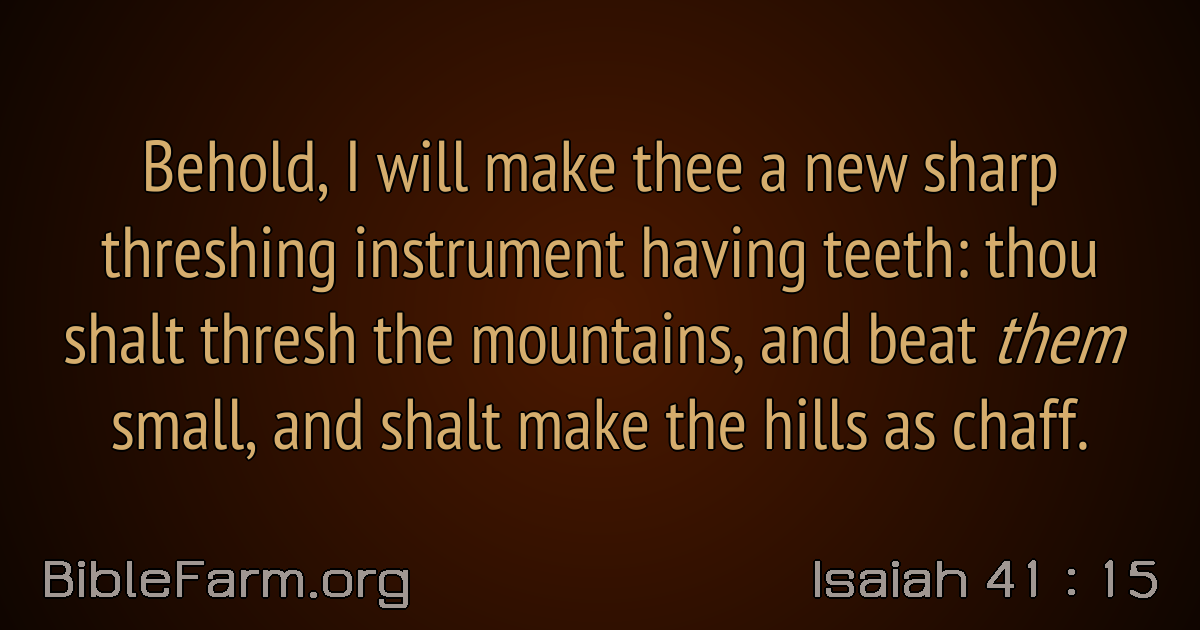 Behold, I will make thee a new sharp
threshing instrument having teeth: thou
shalt thresh the mountains, and beat them
small, and shalt make the hills as chaff.
BibleFarm.org
Isaiah 41 : 15